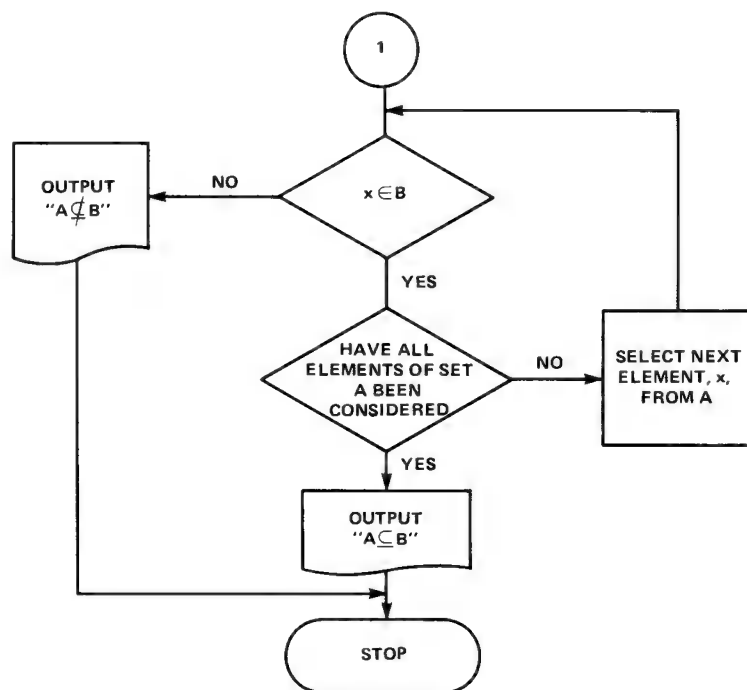 1
x ∈ B
NO
OUTPUT
"A ⊈ B"
YES
HAVE ALL
ELEMENTS OF SET
A BEEN
CONSIDERED
NO
SELECT NEXT
ELEMENT, x,
FROM A
YES
OUTPUT
"A ⊆ B"
STOP